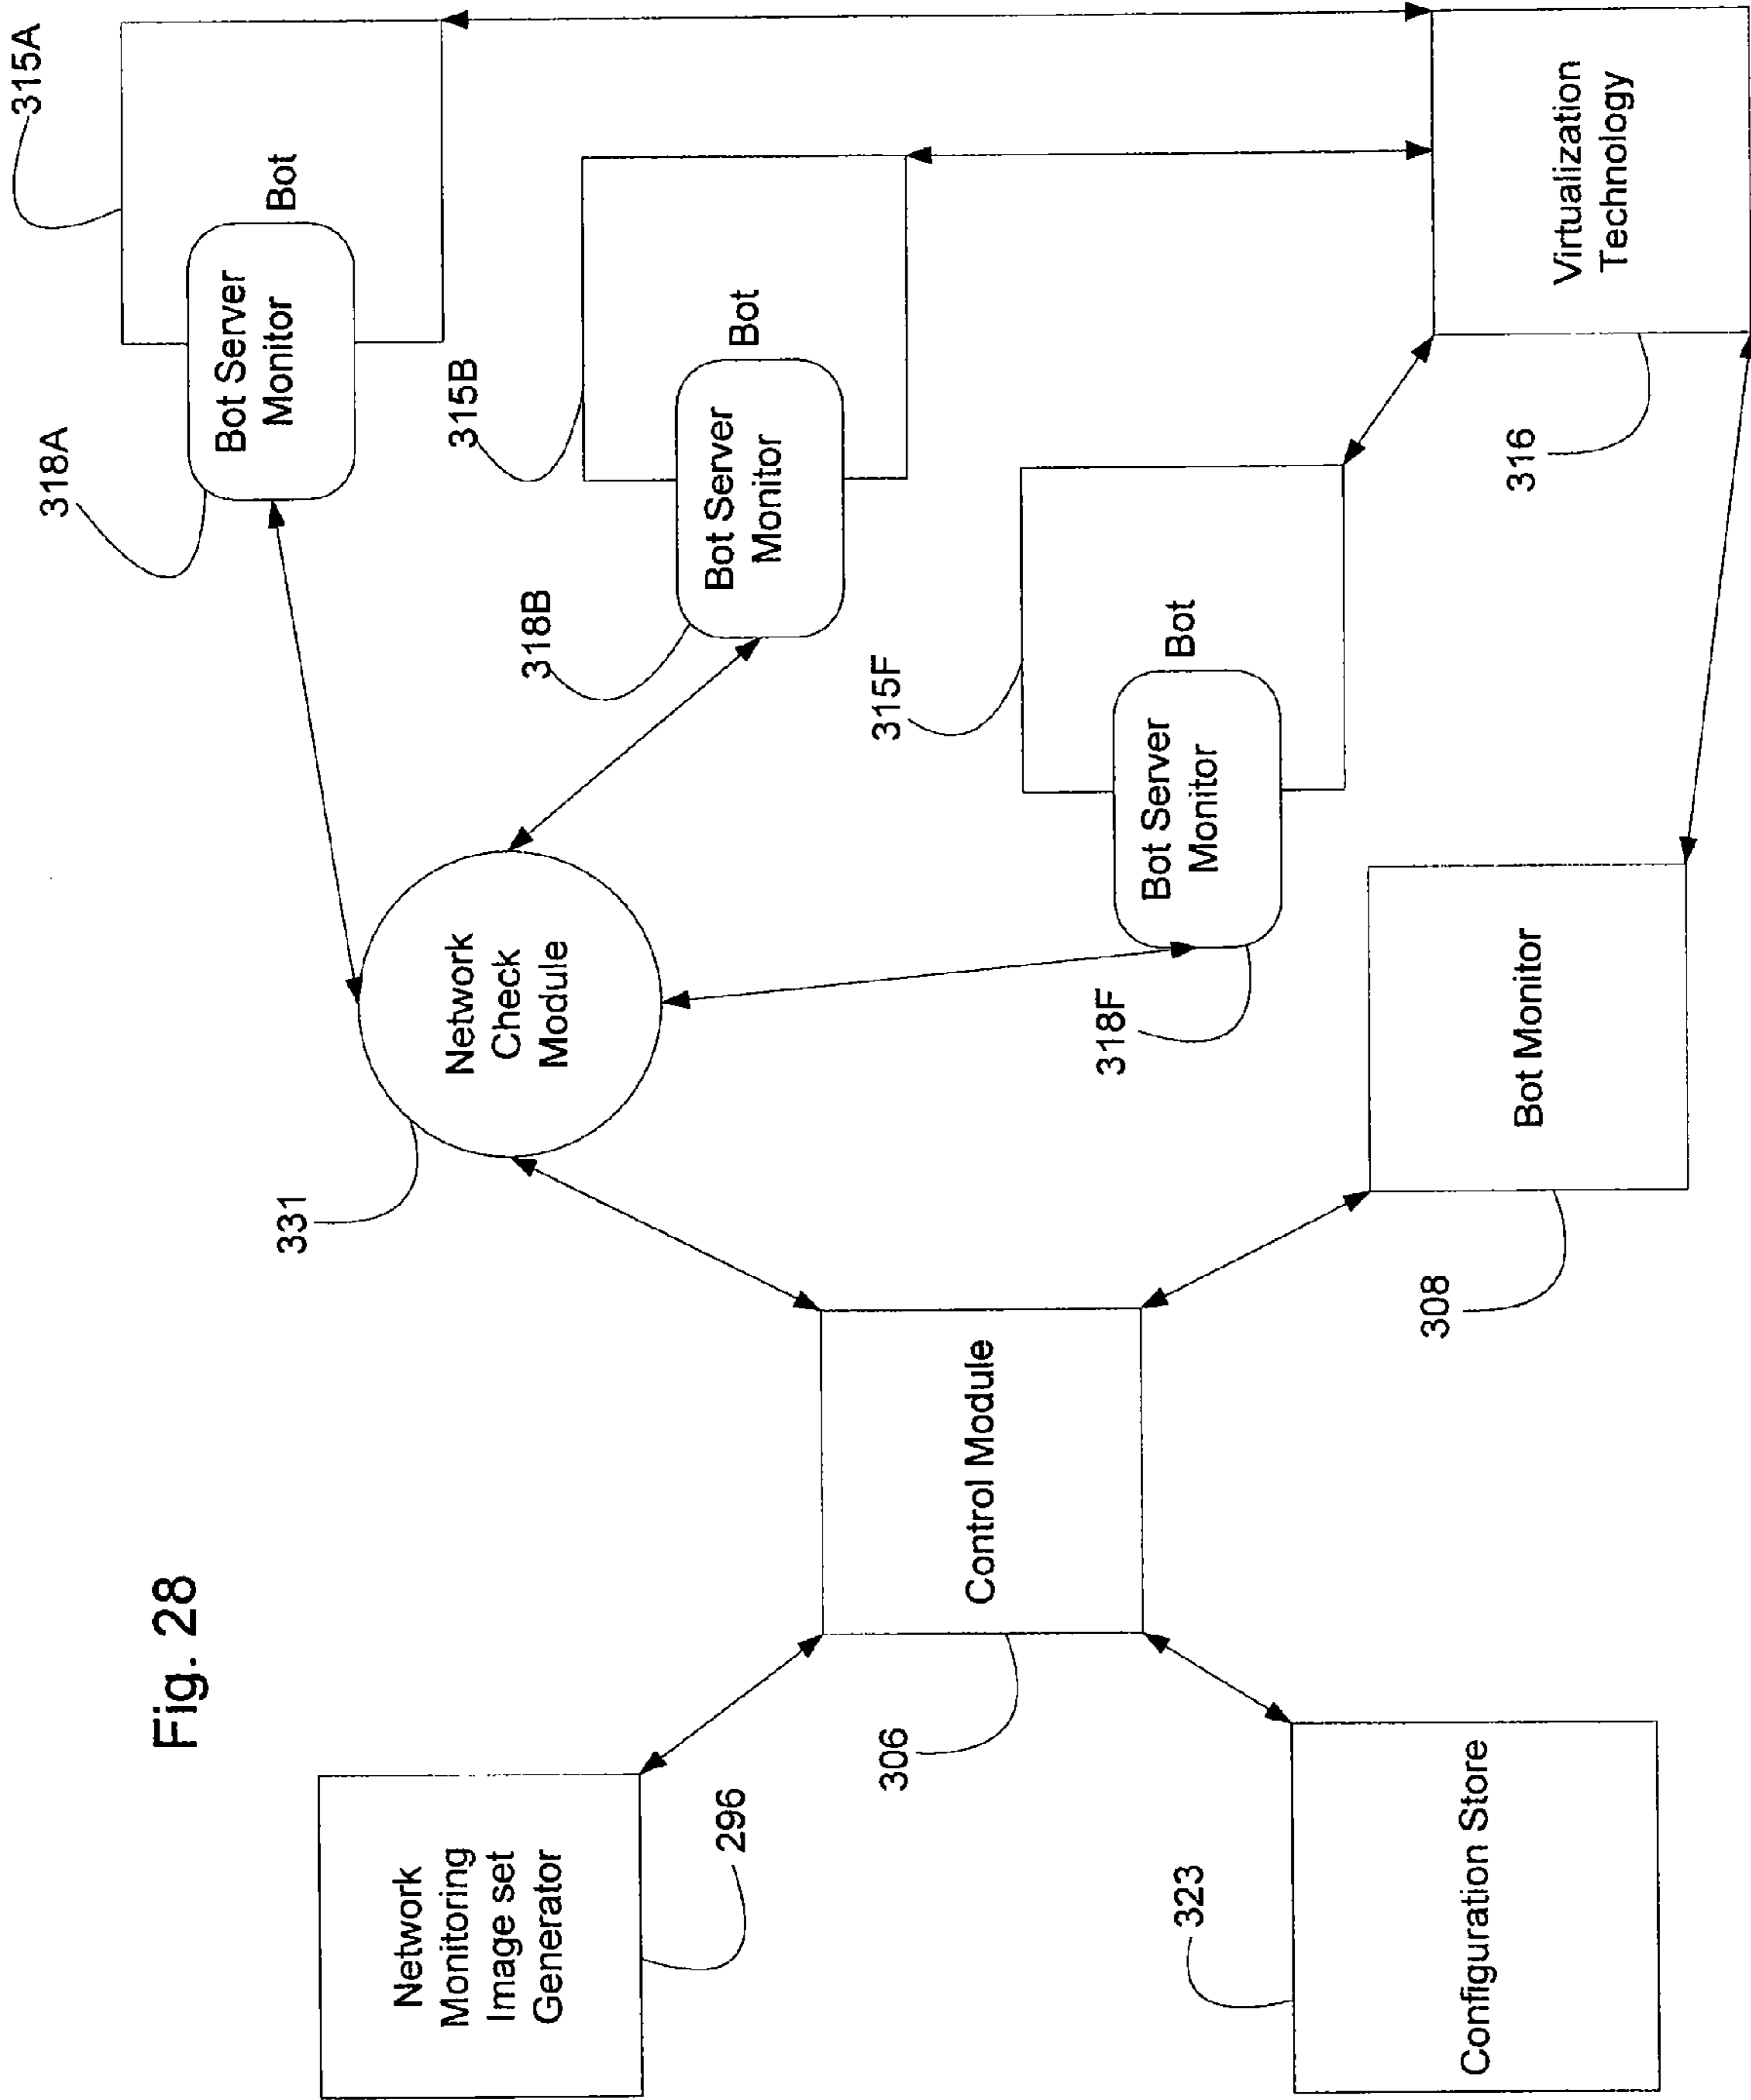 Fig. 28
Network
Monitoring
Image set
Generator
296
Configuration Store
323
Control Module
306
Network
Check
Module
331
Bot Monitor
308
Bot Server
Monitor
318A
Bot
315A
Bot Server
Monitor
318B
Bot
315B
Bot Server
Monitor
318F
Bot
315F
Virtualization
Technology
316